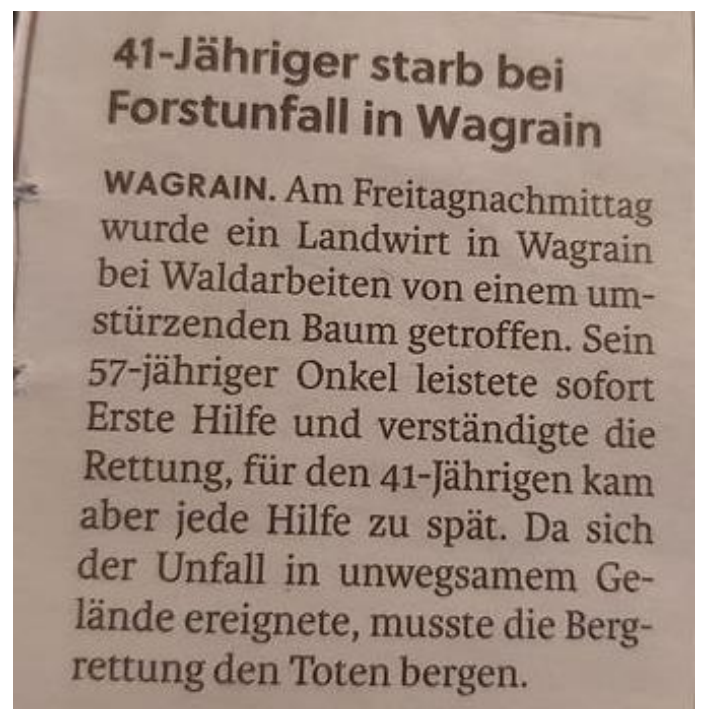 41-Jähriger starb bei
Forstunfall in Wagrain
WAGRAIN. Am Freitagnachmittag
wurde ein Landwirt in Wagrain
bei Waldarbeiten von einem um-
stürzenden Baum getroffen. Sein
57-jähriger Onkel leistete sofort
Erste Hilfe und verständigte die
Rettung, für den 41-Jährigen kam
aber jede Hilfe zu spät. Da sich
der Unfall in unwegsamem Ge-
lände ereignete, musste die Berg-
rettung den Toten bergen.